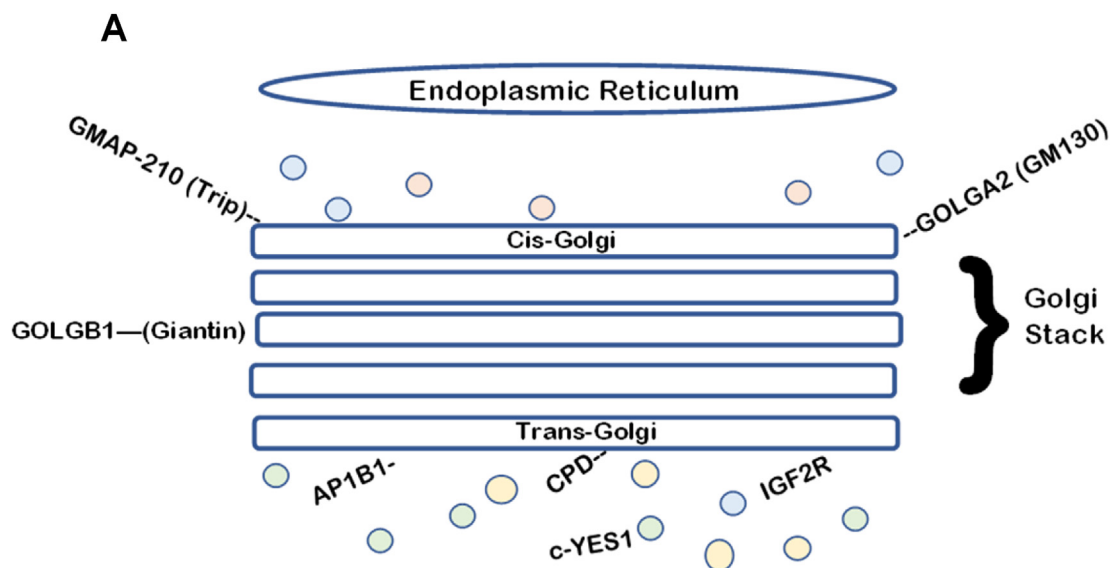 A
Endoplasmic Reticulum
GMAP-210 (Trip)--
--GOLGA2 (GM130)
Cis-Golgi
GOLGB1—(Giantin)
Golgi
Stack
Trans-Golgi
AP1B1-
CPD--
IGF2R
c-YES1